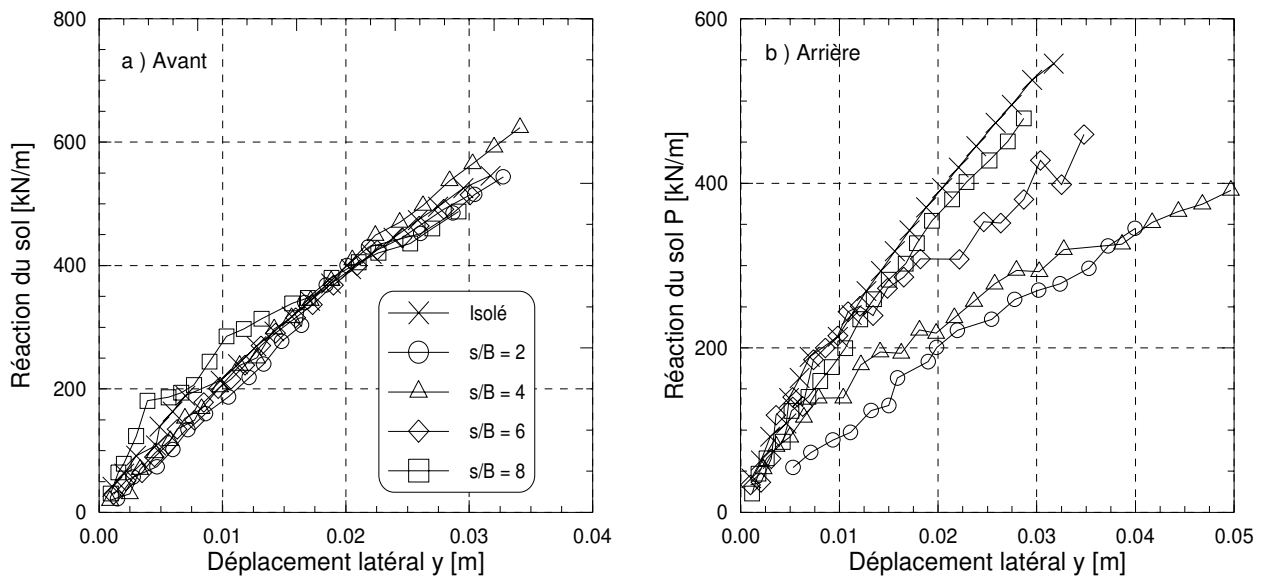 a ) Avant
Réaction du sol [kN/m]
800
600
400
200
0
0.00
0.01
0.02
0.03
0.04
Déplacement latéral y [m]
Isolé
s/B = 2
s/B = 4
s/B = 6
s/B = 8
b ) Arrière
Réaction du sol P [kN/m]
600
400
200
0
0.00
0.01
0.02
0.03
0.04
0.05
Déplacement latéral y [m]